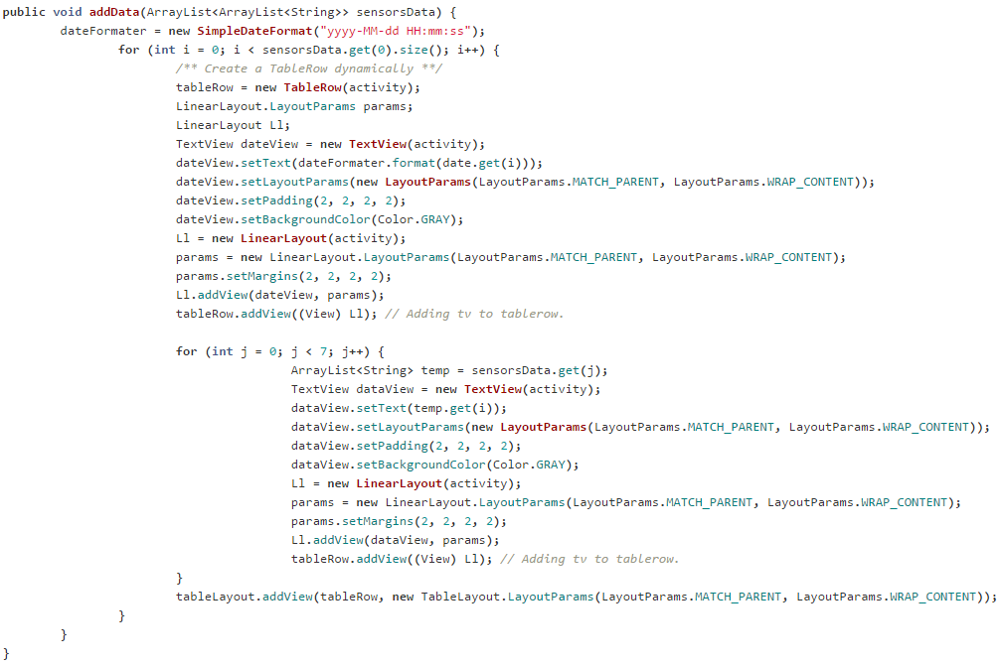 public void addData(ArrayList<ArrayList<String>> sensorsData) {
dateFormater = new SimpleDateFormat("yyyy-MM-dd HH:mm:ss");
for (int i = 0; i < sensorsData.get(0).size(); i++) {
/** Create a TableRow dynamically **/
tableRow = new TableRow(activity);
LinearLayout.LayoutParams params;
LinearLayout Ll;
TextView dateView = new TextView(activity);
dateView.setText(dateFormater.format(date.get(i)));
dateView.setLayoutParams(new LayoutParams(LayoutParams.MATCH_PARENT, LayoutParams.WRAP_CONTENT));
dateView.setPadding(2, 2, 2, 2);
dateView.setBackgroundColor(Color.GRAY);
Ll = new LinearLayout(activity);
params = new LinearLayout.LayoutParams(LayoutParams.MATCH_PARENT, LayoutParams.WRAP_CONTENT);
params.setMargins(2, 2, 2, 2);
Ll.addView(dateView, params);
tableRow.addView((View) Ll); // Adding tv to tablerow.
for (int j = 0; j < 7; j++) {
ArrayList<String> temp = sensorsData.get(j);
TextView dataView = new TextView(activity);
dataView.setText(temp.get(i));
dataView.setLayoutParams(new LayoutParams(LayoutParams.MATCH_PARENT, LayoutParams.WRAP_CONTENT));
dataView.setPadding(2, 2, 2, 2);
dataView.setBackgroundColor(Color.GRAY);
Ll = new LinearLayout(activity);
params = new LinearLayout.LayoutParams(LayoutParams.MATCH_PARENT, LayoutParams.WRAP_CONTENT);
params.setMargins(2, 2, 2, 2);
Ll.addView(dataView, params);
tableRow.addView((View) Ll); // Adding tv to tablerow.
}
tableLayout.addView(tableRow, new TableLayout.LayoutParams(LayoutParams.MATCH_PARENT, LayoutParams.WRAP_CONTENT));
}
}
}